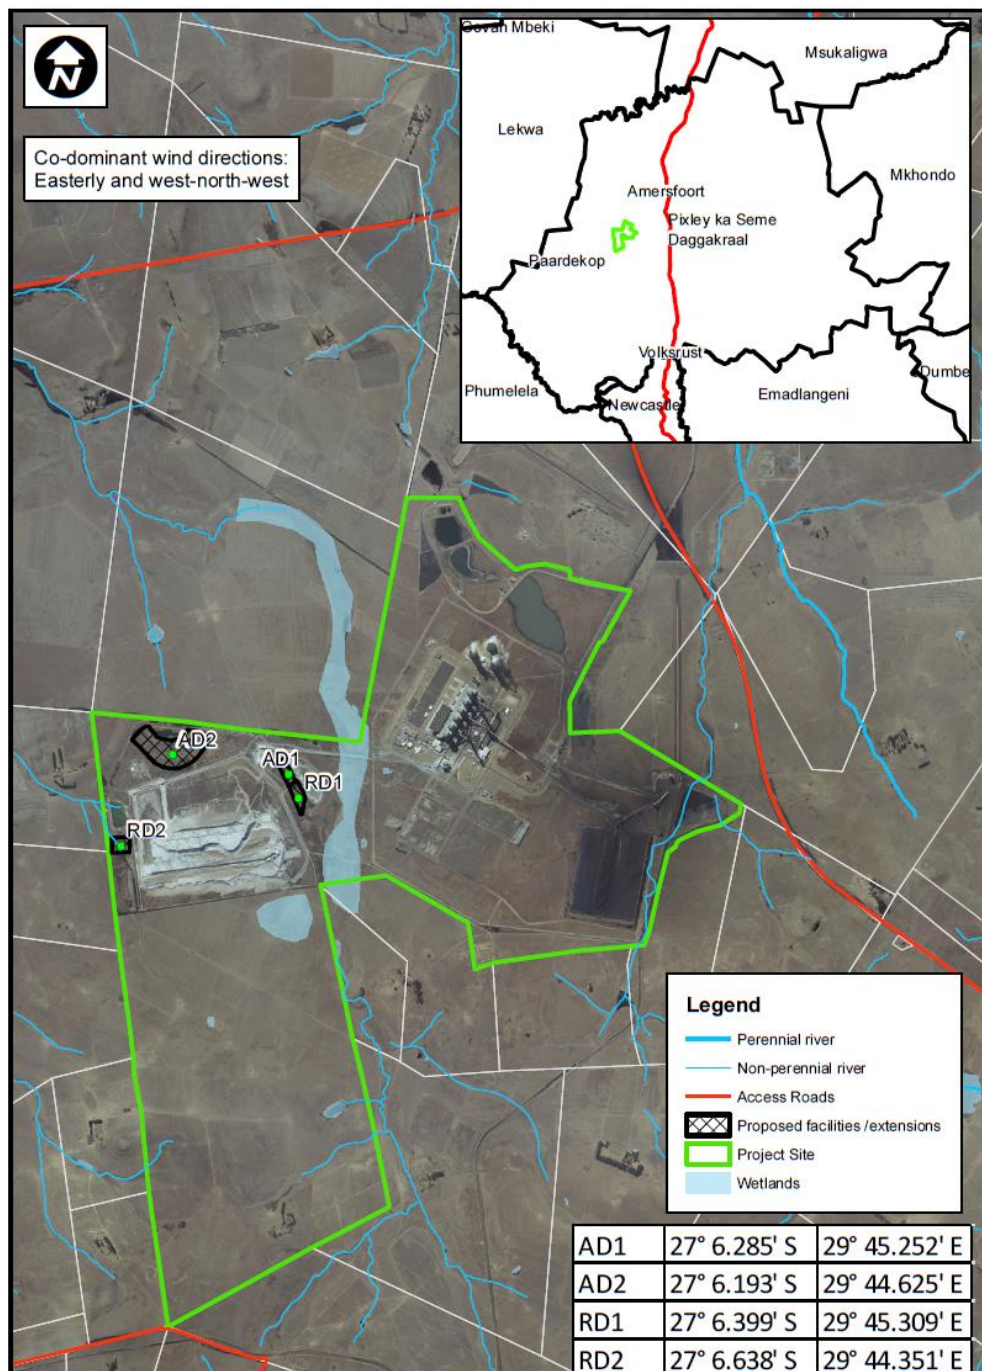 N
Co-dominant wind directions:
Easterly and west-north-west
Govan Mbeki
Msukaligwa
Lekwa
Mkhondo
Amersfoort
Pixley ka Seme
Daggakraal
Paardekop
Volksrust
Dumbe
Phumelela
Newcastle
Emadlangeni
AD2
AD1
RD1
RD2
Legend
Perennial river
Non-perennial river
Access Roads
Proposed facilities /extensions
Project Site
Wetlands
AD1 27° 6.285' S 29° 45.252' E
AD2 27° 6.193' S 29° 44.625' E
RD1 27° 6.399' S 29° 45.309' E
RD2 27° 6.638' S 29° 44.351' E